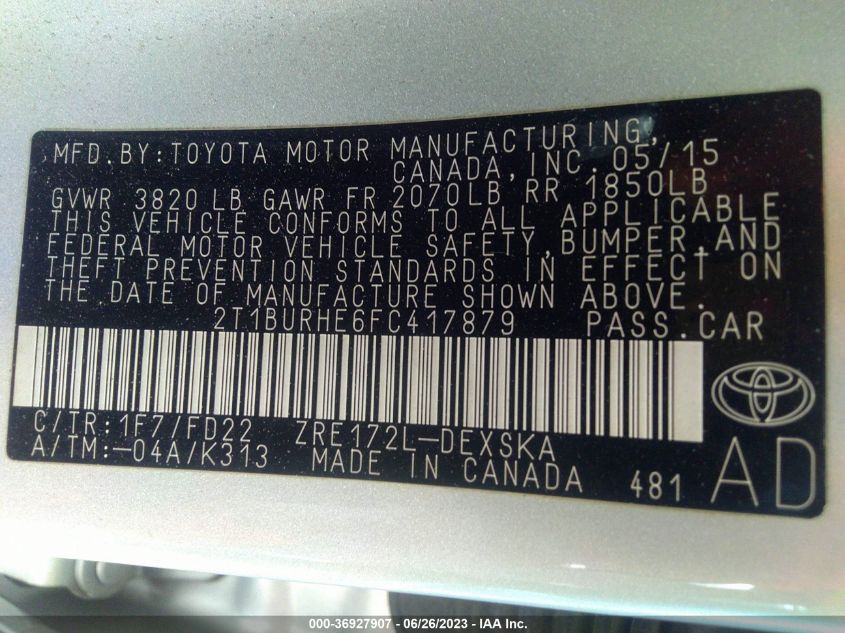 MFD.BY:TOYOTA MOTOR MANUFACTURING,
CANADA,INC. 05/15
GVWR 3820 LB GAWR FR 2070LB RR 1850LB
THIS VEHICLE CONFORMS TO ALL APPLICABLE
FEDERAL MOTOR VEHICLE SAFETY,BUMPER,AND
THEFT PREVENTION STANDARDS IN EFFECT ON
THE DATE OF MANUFACTURE SHOWN ABOVE.
2T1BURHE6FC417879 PASS.CAR
C/TR:1F7/FD22 ZRE172L-DEXSKA
A/TM:-04A/K313 MADE IN CANADA 481 AD
000-36927907 - 06/26/2023 - IAA Inc.